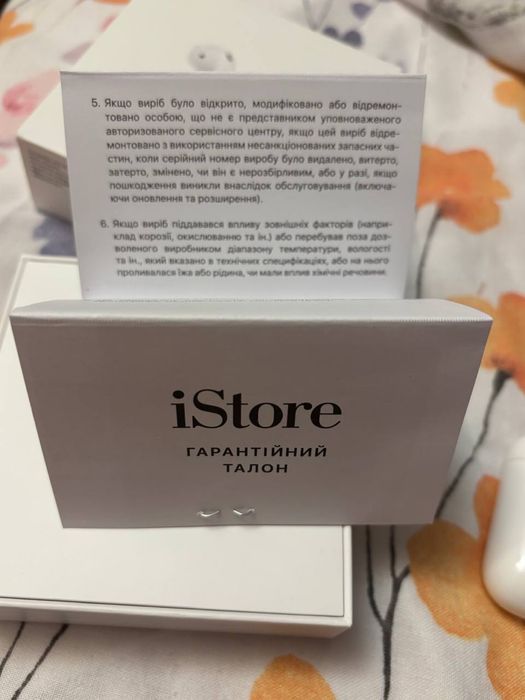 5. Якщо виріб було відкрито, модифіковано або відремон-
товано особою, що не є представником уповноваженого
авторизованого сервісного центру, якщо цей виріб відре-
монтовано з використанням несанкціонованих запасних ча-
стин, коли серійний номер виробу було видалено, витерто,
затерто, змінено, чи він є нерозбірливим, або у разі, якщо
пошкодження виникли внаслідок обслуговування (включа-
ючи оновлення та розширення).
6. Якщо виріб піддавався впливу зовнішніх факторів (напри-
клад корозії, окислюванню та ін.) або перебував поза доз-
воленого виробником діапазону температури, вологості
та ін., який вказано в технічних специфікаціях, або на нього
проливалася їжа або рідина, чи мали вплив хімічні речовини.
iStore
ГАРАНТІЙНИЙ
ТАЛОН